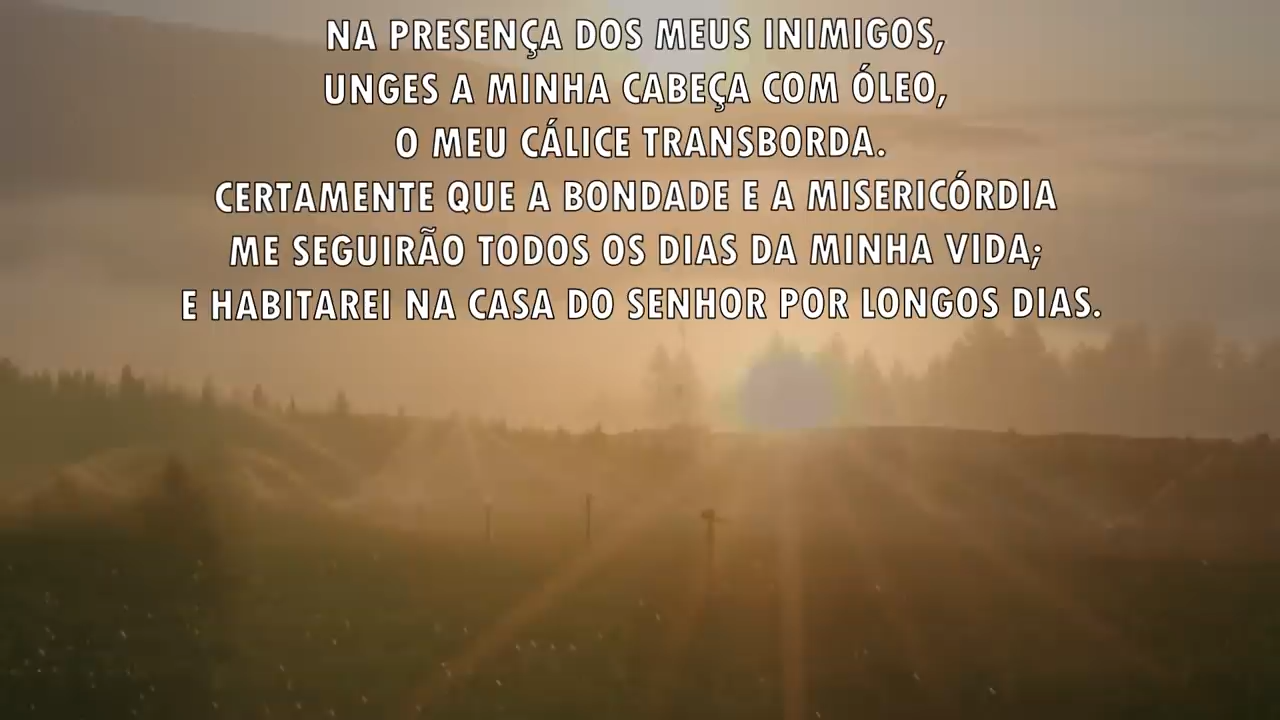 NA PRESENÇA DOS MEUS INIMIGOS,
UNGES A MINHA CABEÇA COM ÓLEO,
O MEU CÁLICE TRANSBORDA.
CERTAMENTE QUE A BONDADE E A MISERICÓRDIA
ME SEGUIRÃO TODOS OS DIAS DA MINHA VIDA;
E HABITAREI NA CASA DO SENHOR POR LONGOS DIAS.